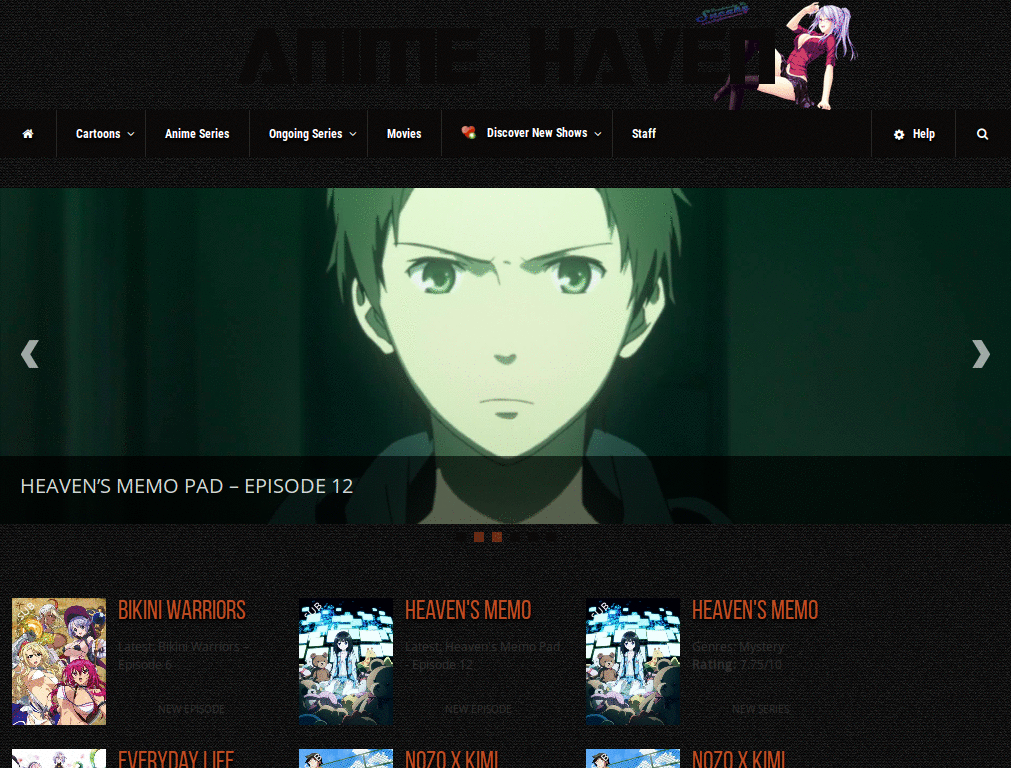 ANIME HAVEN
Cartoons
Anime Series
Ongoing Series
Movies
Discover New Shows
Staff
Help
❰
❱
HEAVEN'S MEMO PAD – EPISODE 12
BIKINI WARRIORS
Latest: Bikini Warriors
Episode 6
NEW EPISODE
HEAVEN'S MEMO
Latest: Heaven's Memo Pad
- Episode 12
NEW EPISODE
HEAVEN'S MEMO
Genres: Mystery
Rating: 7.25/10
NEW SERIES
EVERYDAY LIFE
NOZO X KIMI
NOZO X KIMI